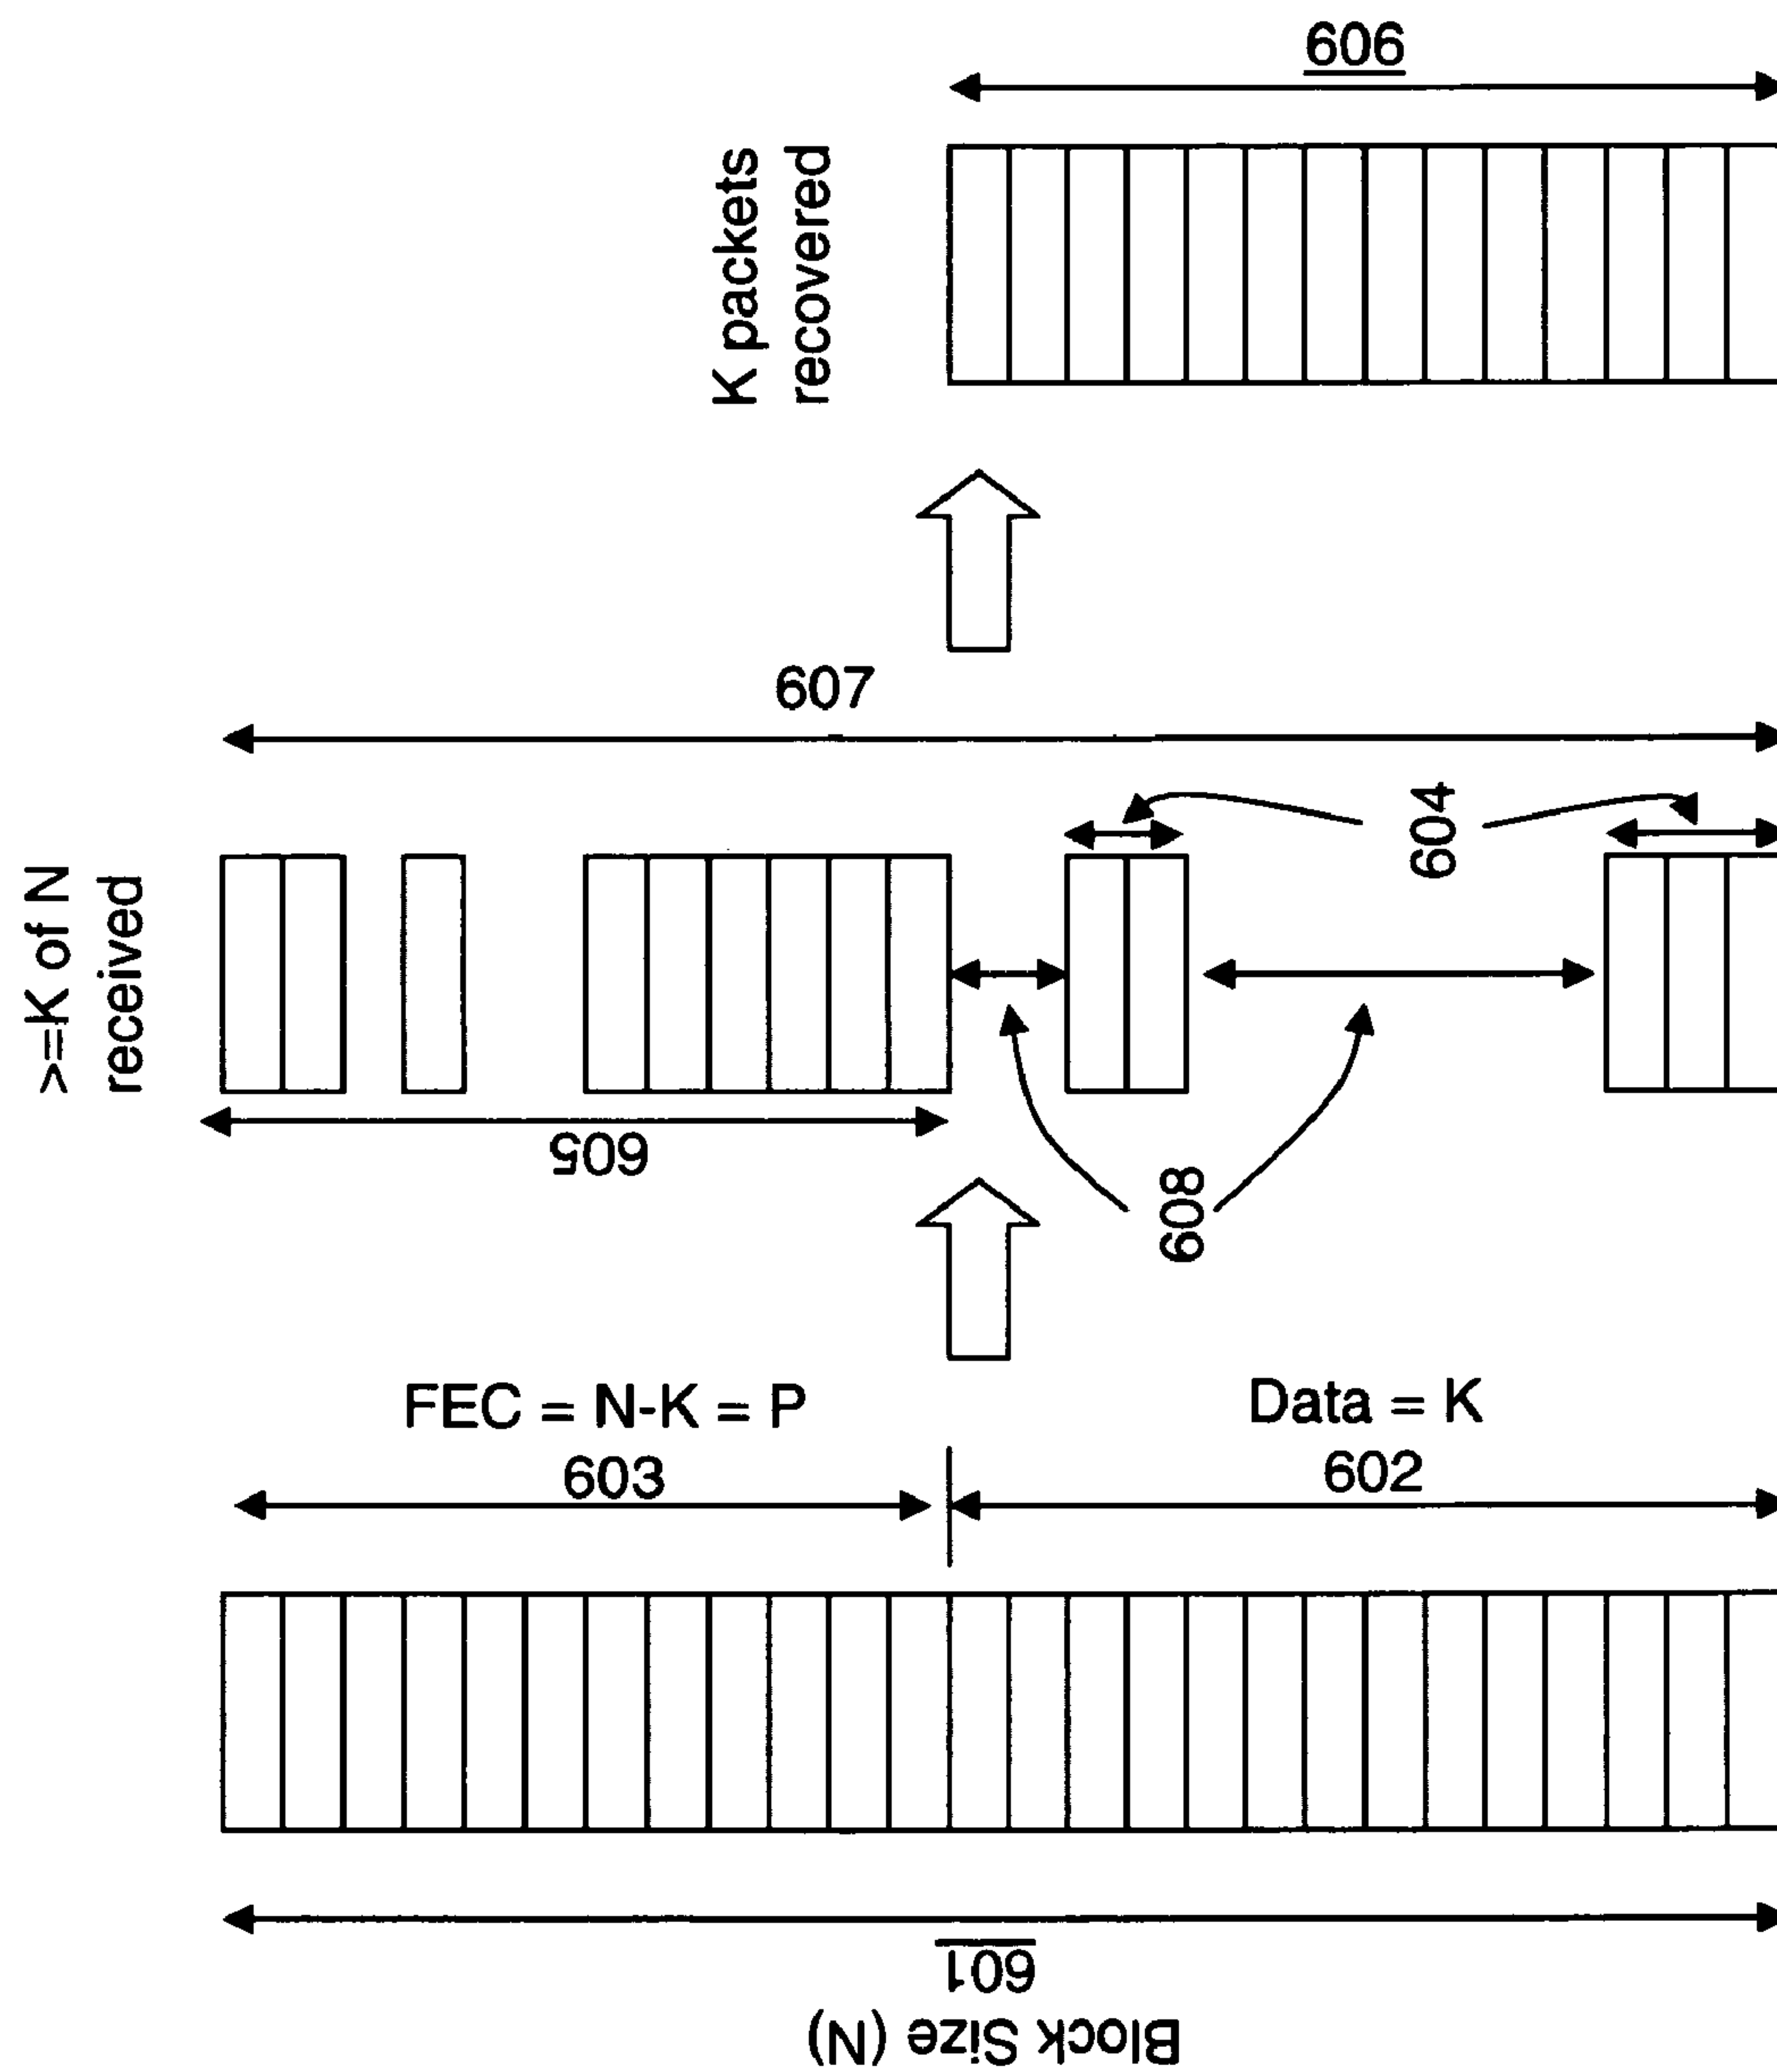 Block Size (N)
601
FEC = N-K = P
603
Data = K
602
>=K of N
received
605
608
604
607
K packets
recovered
606